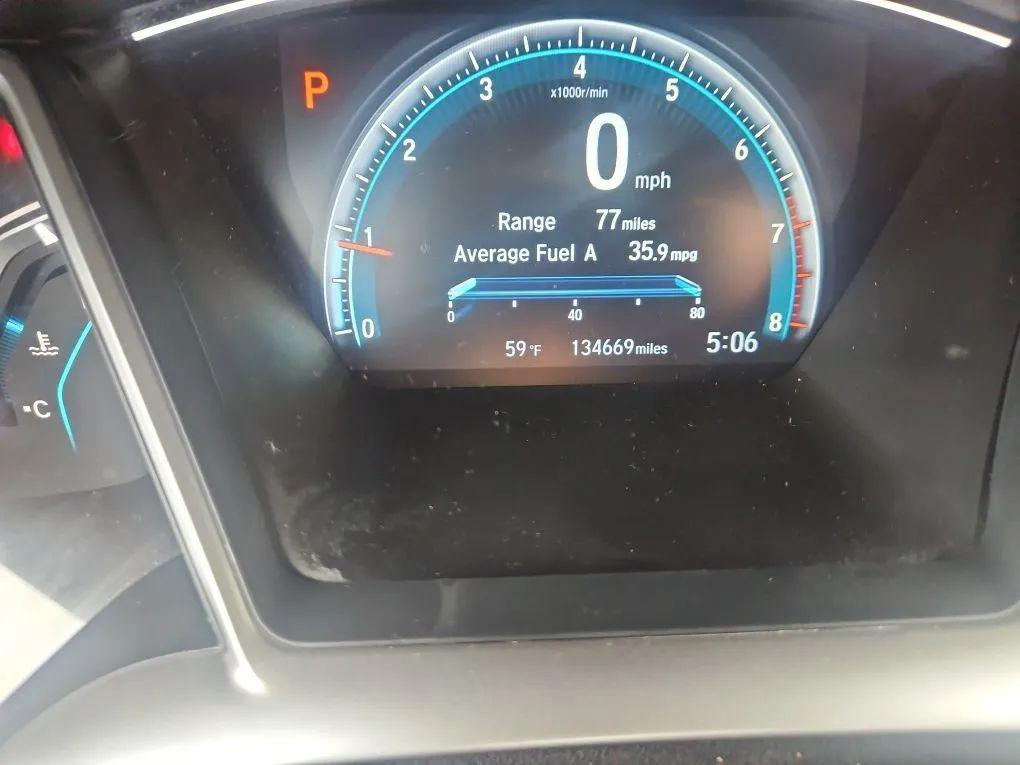 P
4
3
5
x1000r/min
2
6
0 mph
1
7
Range 77 miles
Average Fuel A 35.9 mpg
0 40 80
0
8
59 °F 134669 miles 5:06
C